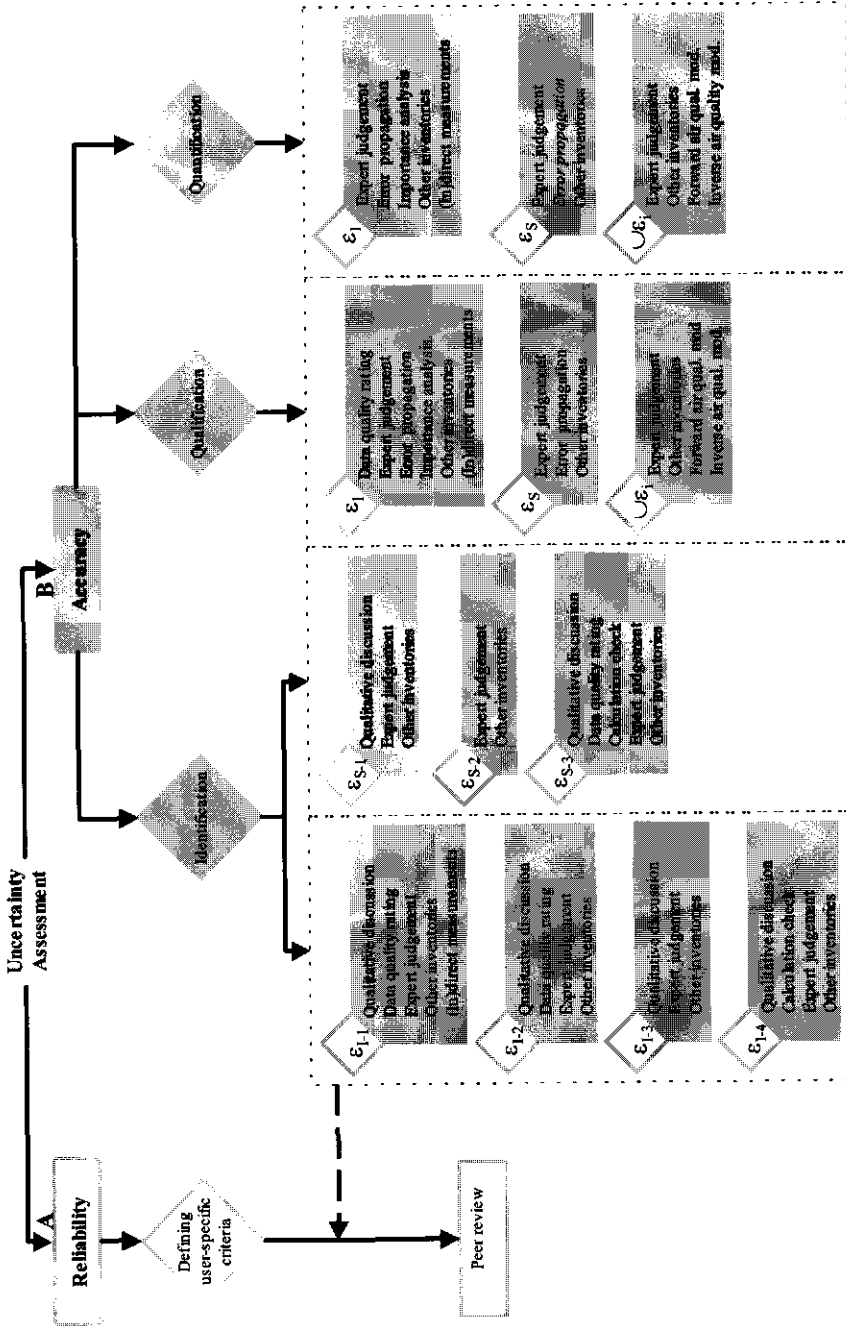 Uncertainty
Assessment
A
Reliability
Defining
user-specific
criteria
Peer review
B
Accuracy
Identification
Qualification
Quantification
εI-1
Qualitative discussion
Data quality rating
Expert judgement
Other inventories
(In)direct measurements
εI-2
Qualitative discussion
Data quality rating
Expert judgement
Other inventories
εI-3
Qualitative discussion
Expert judgement
Other inventories
εI-4
Qualitative discussion
Calculation check
Expert judgement
Other inventories
εS-1
Qualitative discussion
Expert judgement
Other inventories
εS-2
Expert judgement
Other inventories
εS-3
Qualitative discussion
Data quality rating
Calculation check
Expert judgement
Other inventories
εI
Data quality rating
Expert judgement
Error propagation
Importance analysis
Other inventories
(In)direct measurements
εS
Expert judgement
Error propagation
Other inventories
∪εi
Expert judgement
Other inventories
Forward air qual. mod
Inverse air qual. mod.
εI
Expert judgement
Error propagation
Importance analysis
Other inventories
(In)direct measurements
εS
Expert judgement
Error propagation
Other inventories
∪εi
Expert judgement
Other inventories
Forward air qual. mod.
Inverse air quality mod.